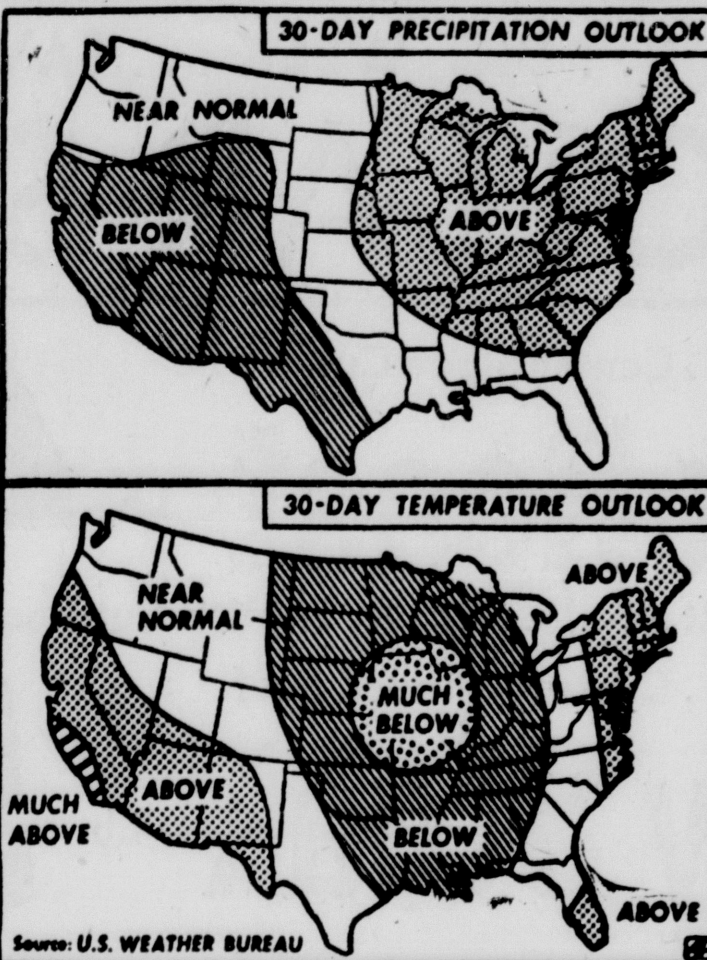 30-DAY PRECIPITATION OUTLOOK
NEAR NORMAL
BELOW
ABOVE
30-DAY TEMPERATURE OUTLOOK
ABOVE
NEAR
NORMAL
MUCH
BELOW
ABOVE
MUCH
ABOVE
BELOW
ABOVE
Source: U.S. WEATHER BUREAU